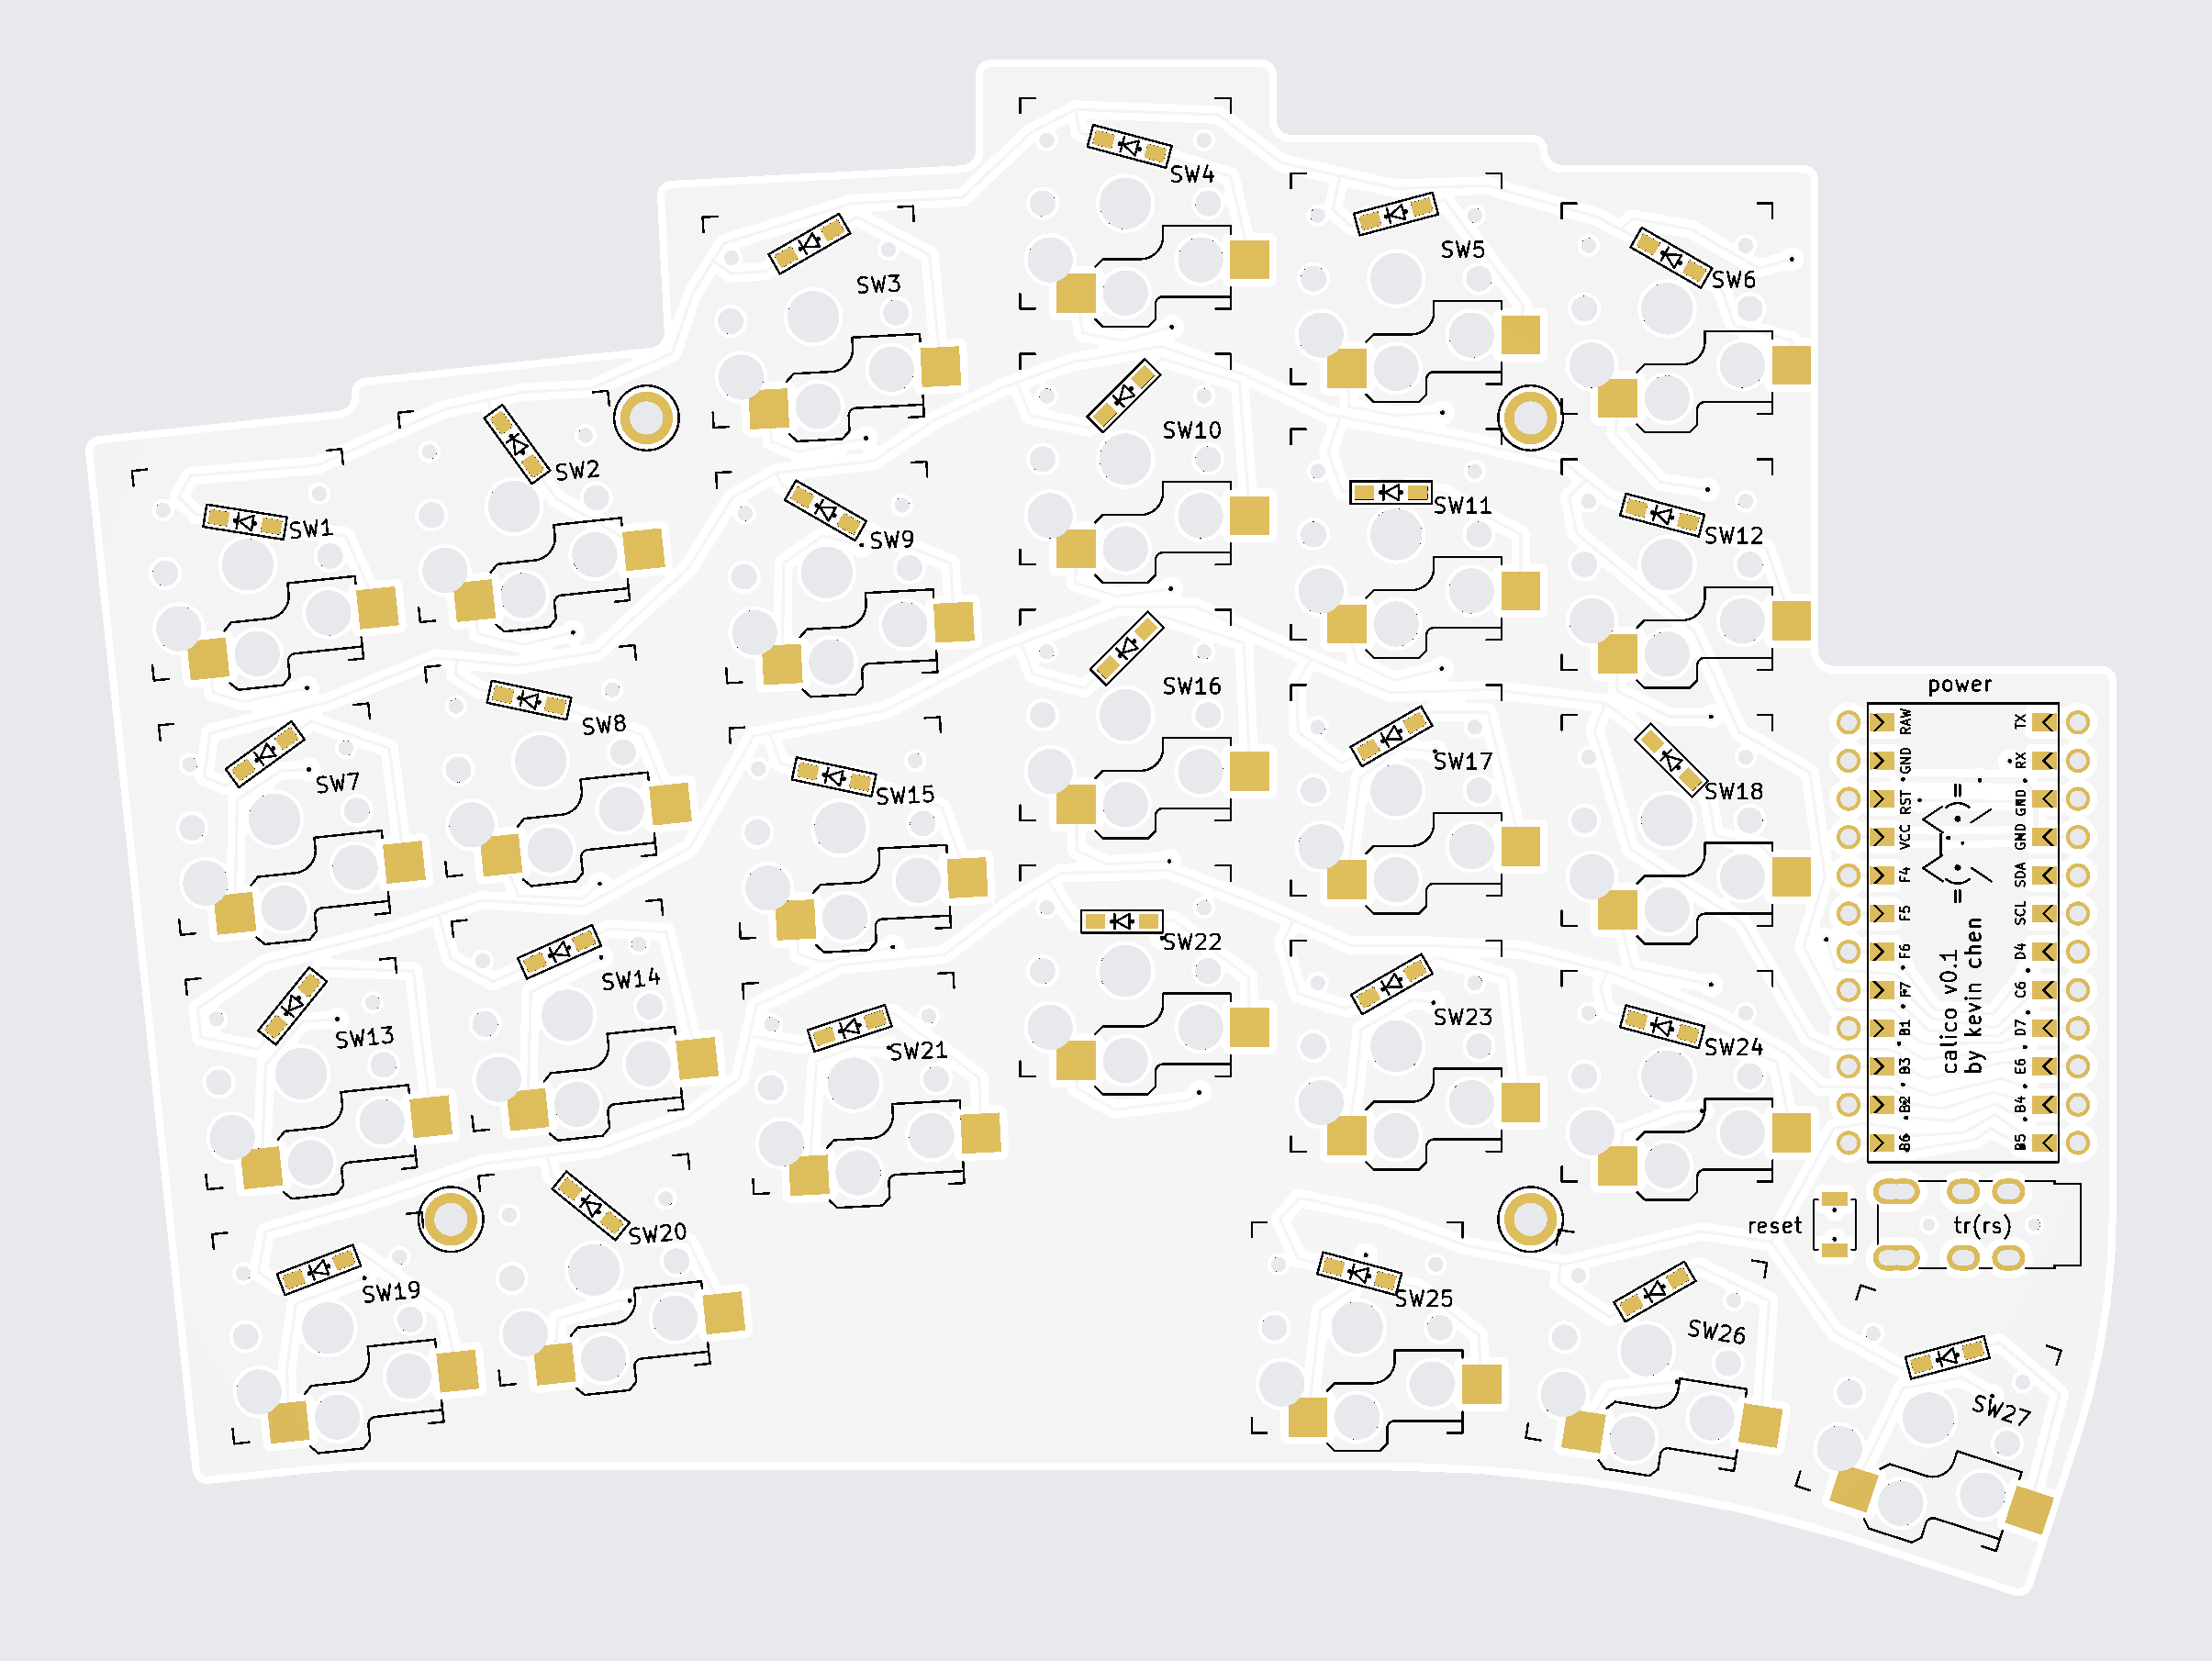 SW4
SW5
SW3
SW6
SW10
SW2
SW11
SW1
SW12
SW9
power
SW16
SW8
SW17
SW7
SW18
SW15
RAW
GND
RST
VCC
F4
F5
F6
F7
B1
B3
B2
B6
TX
RX
GND
GND
SDA
SCL
D4
C6
D7
E6
B4
B5
=(^.^)=
calico v0.1
by kevin chen
SW22
SW14
SW23
SW13
SW24
SW21
reset
tr(rs)
SW20
SW19
SW25
SW26
SW27